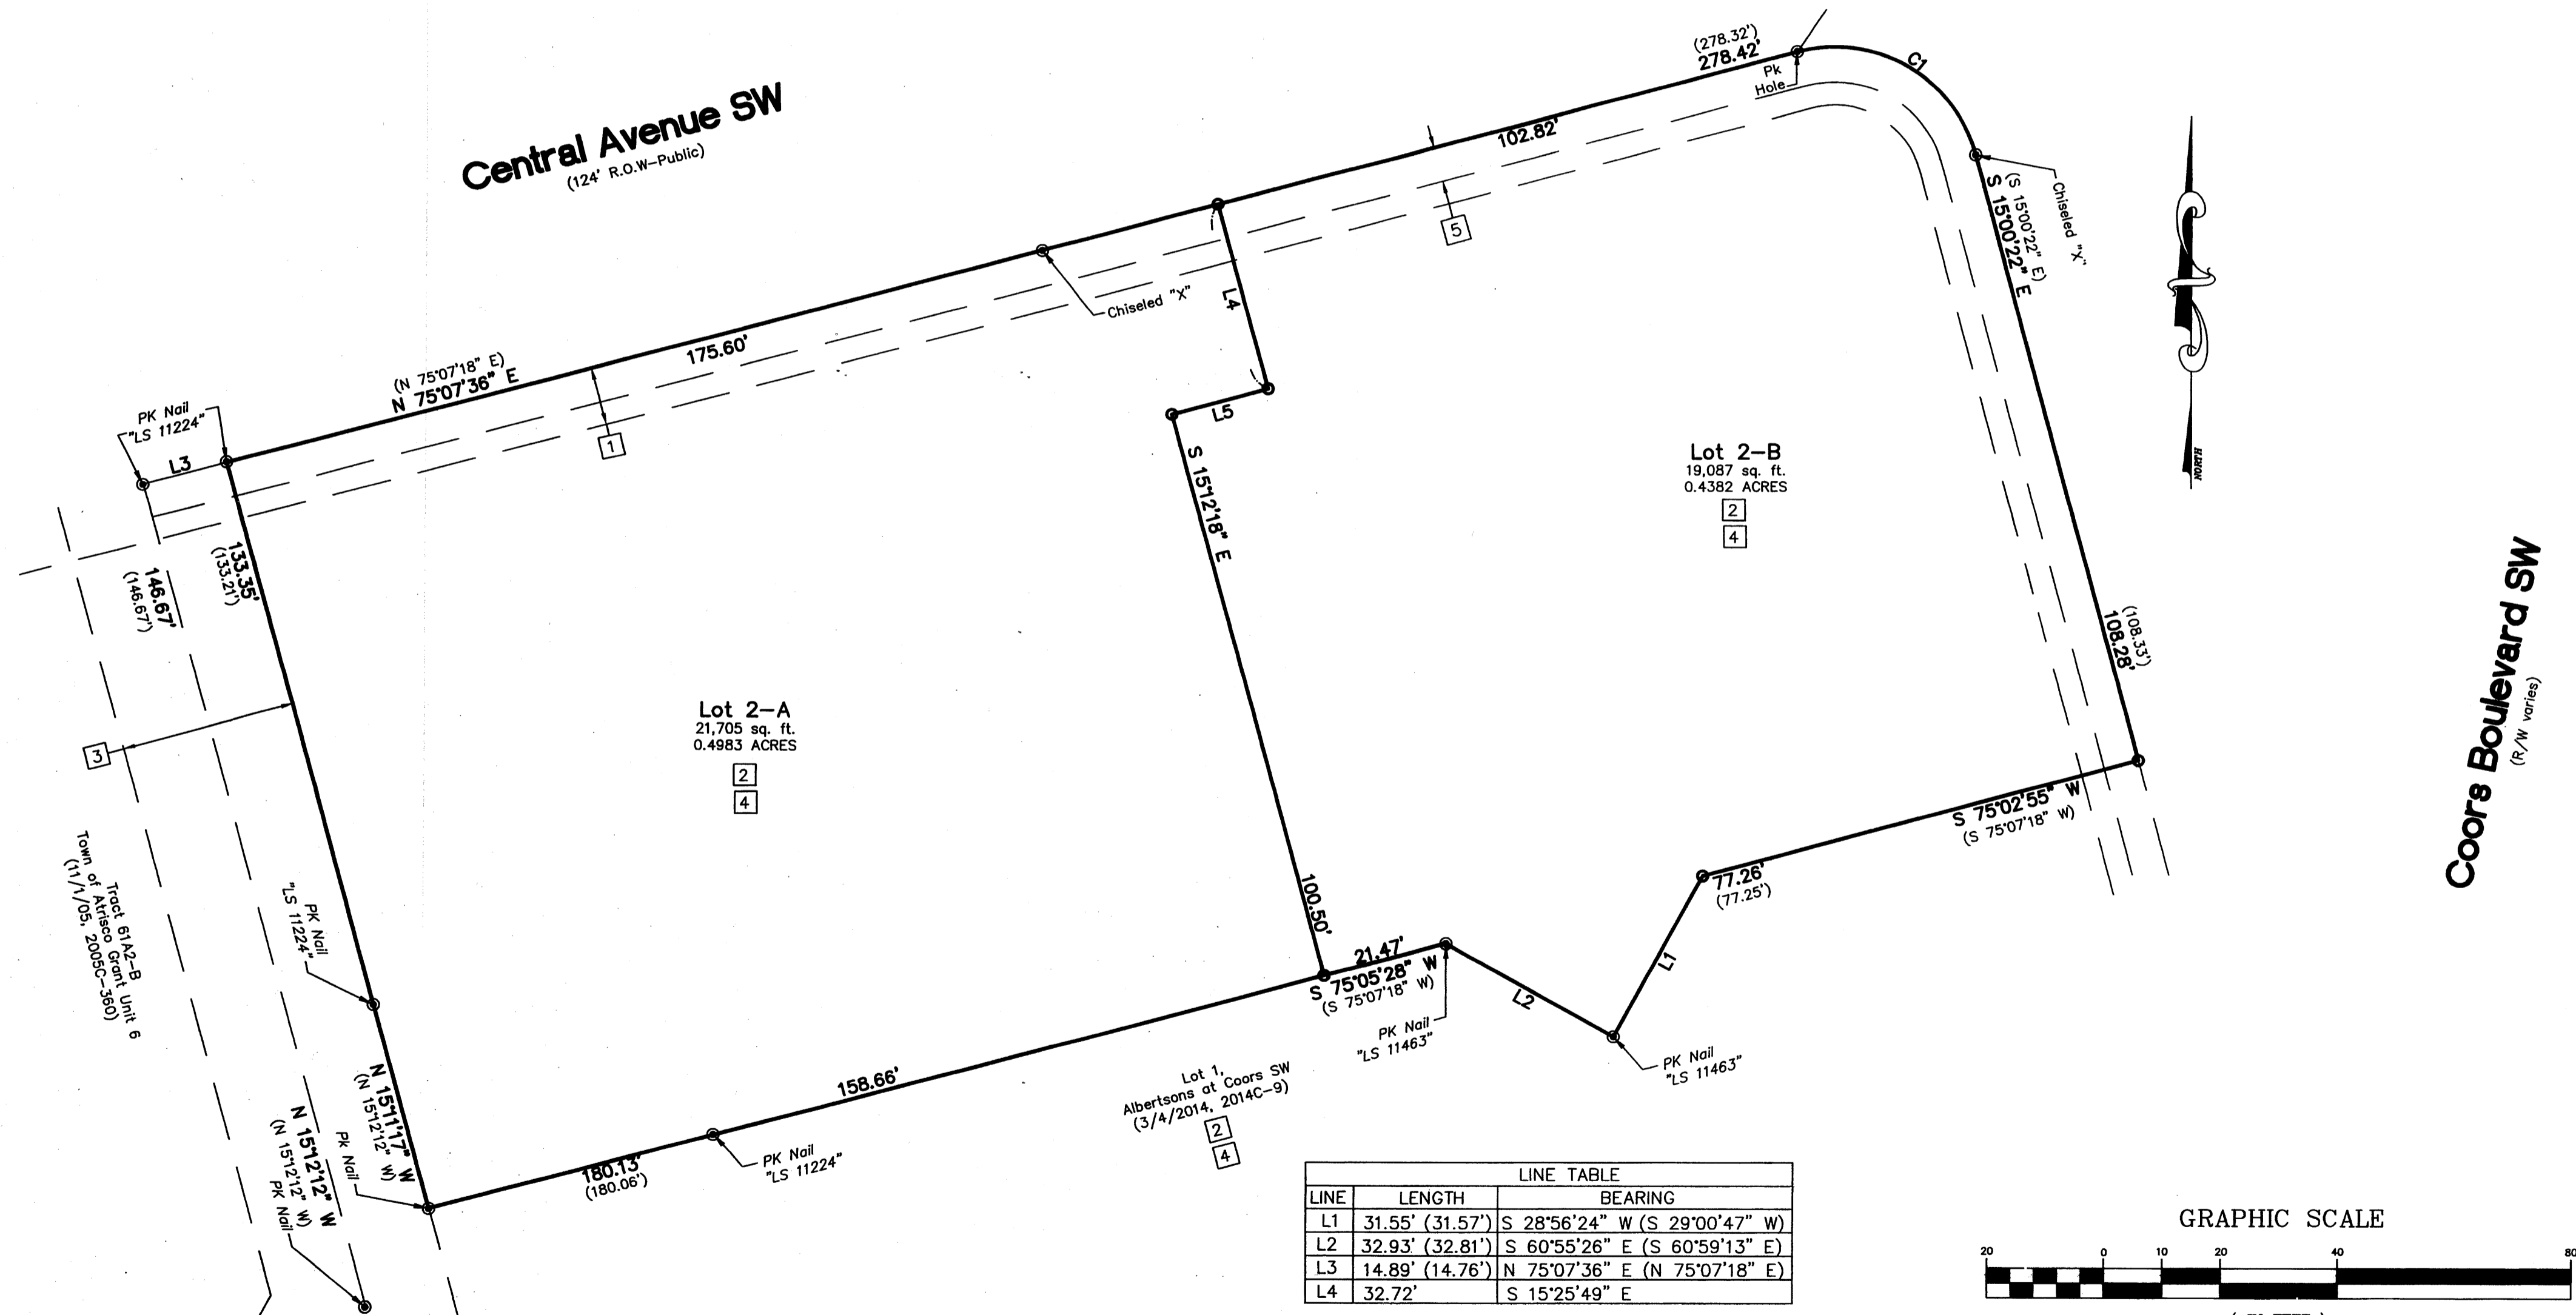 Central Avenue SW
(124' R.O.W-Public)
(278.32')
278.42'
Pk
Hole
C1
102.82'
5
Chiseled "X"
(S 15°00'22" E)
S 15°00'22" E
NORTH
L4
Chiseled "X"
175.60'
(N 75°07'18" E)
N 75°07'36" E
1
PK Nail
"LS 11224"
L3
L5
S 15°12'18" E
133.35'
(133.21')
146.67'
(146.67')
Lot 2-B
19,087 sq. ft.
0.4382 ACRES
2
4
Coors Boulevard SW
(R/W varies)
(108.33')
108.28'
Lot 2-A
21,705 sq. ft.
0.4983 ACRES
2
4
3
S 75°02'55" W
(S 75°07'18" W)
77.26'
(77.25')
Tract 61A2-B
Town of Atrisco Grant Unit 6
(11/1/05, 2005C-360)
PK Nail
"LS 11224"
100.50'
21.47'
S 75°05'28" W
(S 75°07'18" W)
L1
L2
PK Nail
"LS 11463"
PK Nail
"LS 11463"
158.66'
Lot 1,
Albertsons at Coors SW
(3/4/2014, 2014C-9)
2
4
N 15°11'17" W
(N 15°12'12" W)
Pk Nail
N 15°12'12" W
(N 15°12'12" W)
PK Nail
180.13'
(180.06')
PK Nail
"LS 11224"
LINE TABLE
LINE LENGTH BEARING
L1 31.55' (31.57') S 28°56'24" W (S 29°00'47" W)
L2 32.93' (32.81') S 60°55'26" E (S 60°59'13" E)
L3 14.89' (14.76') N 75°07'36" E (N 75°07'18" E)
L4 32.72' S 15°25'49" E
GRAPHIC SCALE
20 0 10 20 40 80